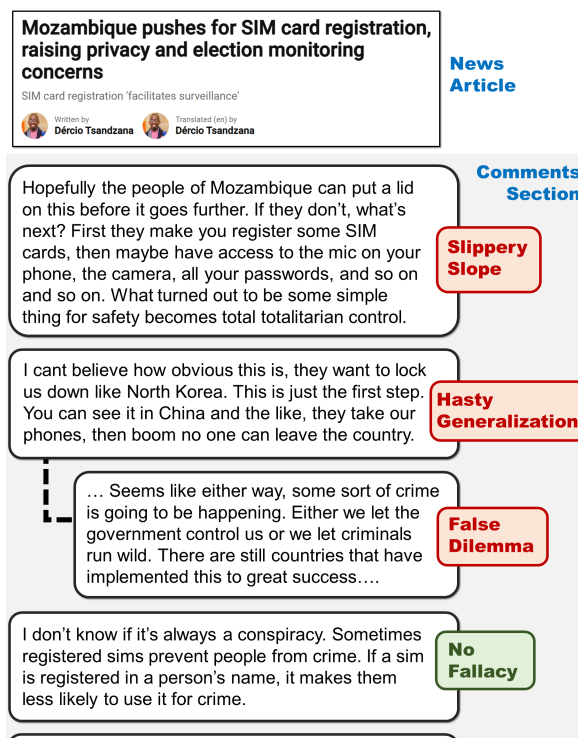 Mozambique pushes for SIM card registration,
raising privacy and election monitoring
concerns
SIM card registration 'facilitates surveillance'
Written by
Dércio Tsandzana
Translated (en) by
Dércio Tsandzana
News
Article
Comments
Section
Hopefully the people of Mozambique can put a lid
on this before it goes further. If they don't, what's
next? First they make you register some SIM
cards, then maybe have access to the mic on your
phone, the camera, all your passwords, and so on
and so on. What turned out to be some simple
thing for safety becomes total totalitarian control.
Slippery
Slope
I cant believe how obvious this is, they want to lock
us down like North Korea. This is just the first step.
You can see it in China and the like, they take our
phones, then boom no one can leave the country.
Hasty
Generalization
… Seems like either way, some sort of crime
is going to be happening. Either we let the
government control us or we let criminals
run wild. There are still countries that have
implemented this to great success….
False
Dilemma
I don't know if it's always a conspiracy. Sometimes
registered sims prevent people from crime. If a sim
is registered in a person's name, it makes them
less likely to use it for crime.
No
Fallacy